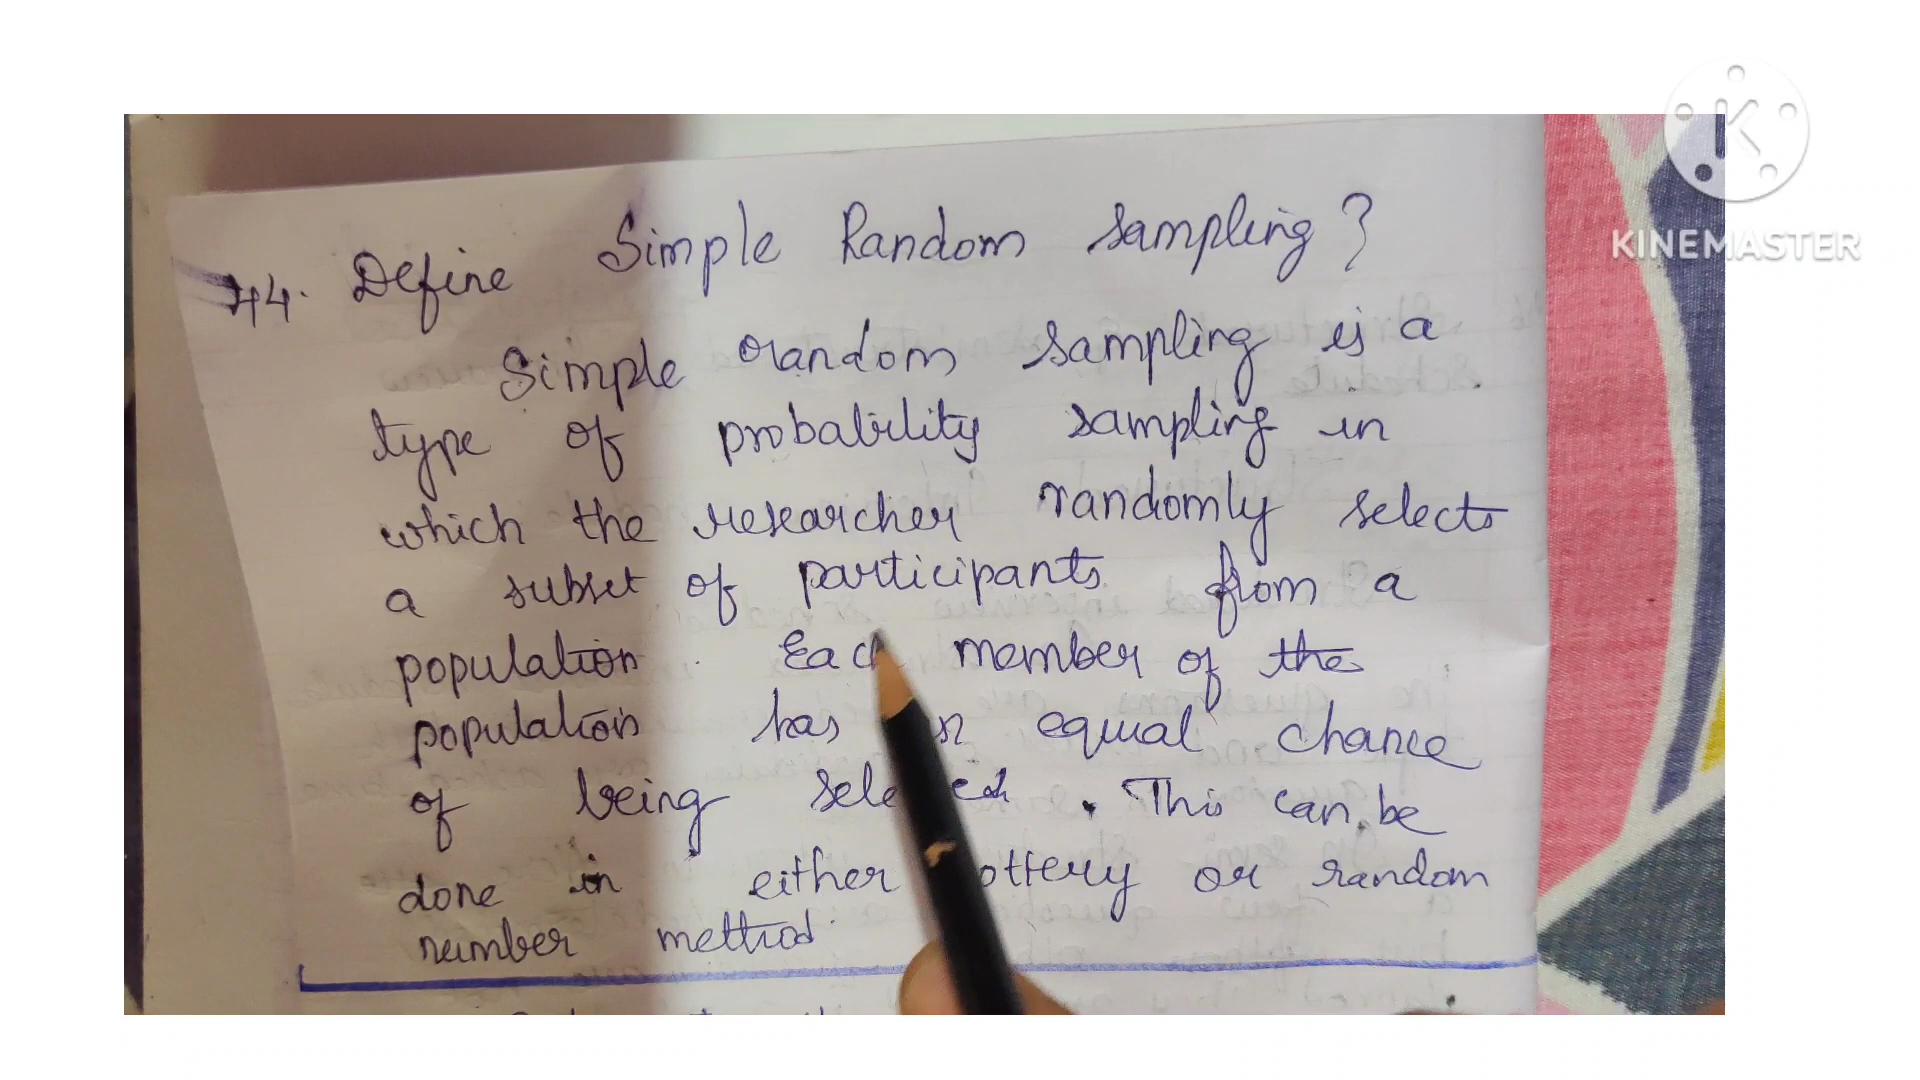 44. Define Simple Random Sampling?
Simple random sampling is a
type of probability sampling in
which the researcher randomly selects
a subset of participants from a
population. Each member of the
population has equal chance
of being selected. This can be
done in either lottery or random
number method.
K
KINEMASTER